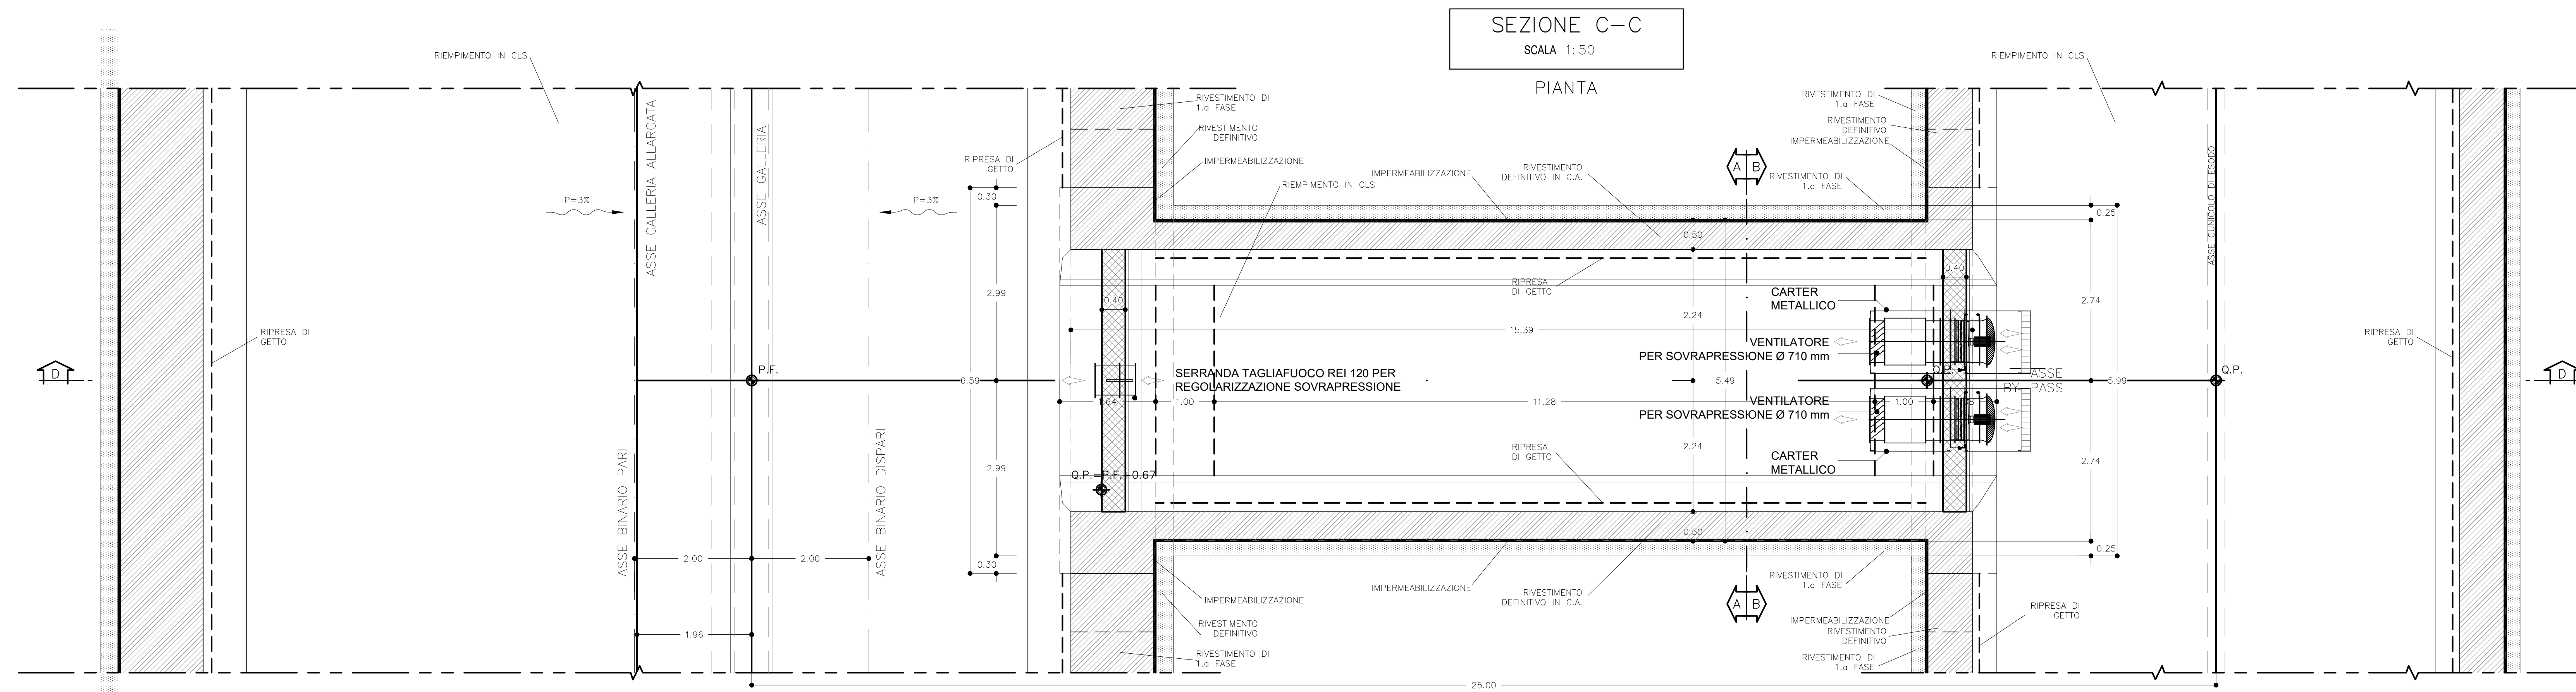 SEZIONE C-C
SCALA 1:50
PIANTA
RIEMPIMENTO IN CLS
RIEMPIMENTO IN CLS
ASSE GALLERIA ALLARGATA
ASSE GALLERIA
RIVESTIMENTO DI
1.a FASE
RIVESTIMENTO
DEFINITIVO
IMPERMEABILIZZAZIONE
RIPRESA DI
GETTO
RIEMPIMENTO IN CLS
IMPERMEABILIZZAZIONE
RIVESTIMENTO
DEFINITIVO IN C.A.
A B
RIVESTIMENTO DI
1.a FASE
RIVESTIMENTO
DEFINITIVO
IMPERMEABILIZZAZIONE
RIVESTIMENTO DI
1.a FASE
ASSE CUNICOLO DI ESODO
P=3%
P=3%
0.30
0.25
0.50
2.99
0.40
0.40
RIPRESA
DI GETTO
2.24
15.39
2.74
CARTER
METALLICO
RIPRESA DI
GETTO
RIPRESA DI
GETTO
VENTILATORE
PER SOVRAPRESSIONE Ø 710 mm
D
P.F.
6.59
SERRANDA TAGLIAFUOCO REI 120 PER
REGOLARIZZAZIONE SOVRAPRESSIONE
5.49
Q.P.
ASSE
BY-PASS
5.99
Q.P.
D
1.64
1.00
11.28
1.00
VENTILATORE
PER SOVRAPRESSIONE Ø 710 mm
CARTER
METALLICO
ASSE BINARIO PARI
ASSE BINARIO DISPARI
2.99
Q.P.=P.F.+0.67
RIPRESA
DI GETTO
2.24
2.74
0.50
0.25
2.00
2.00
0.30
IMPERMEABILIZZAZIONE
IMPERMEABILIZZAZIONE
RIVESTIMENTO
DEFINITIVO IN C.A.
RIVESTIMENTO DI
1.a FASE
A B
IMPERMEABILIZZAZIONE
RIVESTIMENTO
DEFINITIVO
RIPRESA DI
GETTO
1.96
RIVESTIMENTO
DEFINITIVO
RIVESTIMENTO DI
1.a FASE
RIVESTIMENTO DI
1.a FASE
25.00